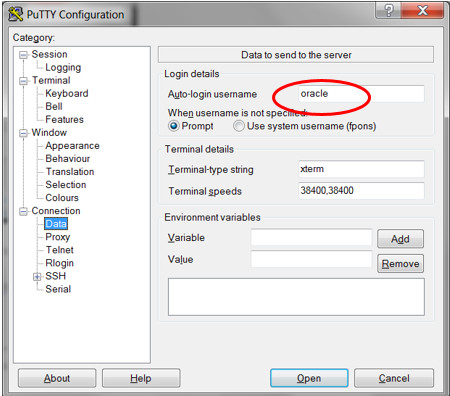 PuTTY Configuration
Category:
Session
Logging
Terminal
Keyboard
Bell
Features
Window
Appearance
Behaviour
Translation
Selection
Colours
Connection
Data
Proxy
Telnet
Rlogin
SSH
Serial
Data to send to the server
Login details
Auto-login username oracle
When username is not specified:
Prompt Use system username (fpons)
Terminal details
Terminal-type string xterm
Terminal speeds 38400,38400
Environment variables
Variable Add
Value Remove
About Help Open Cancel